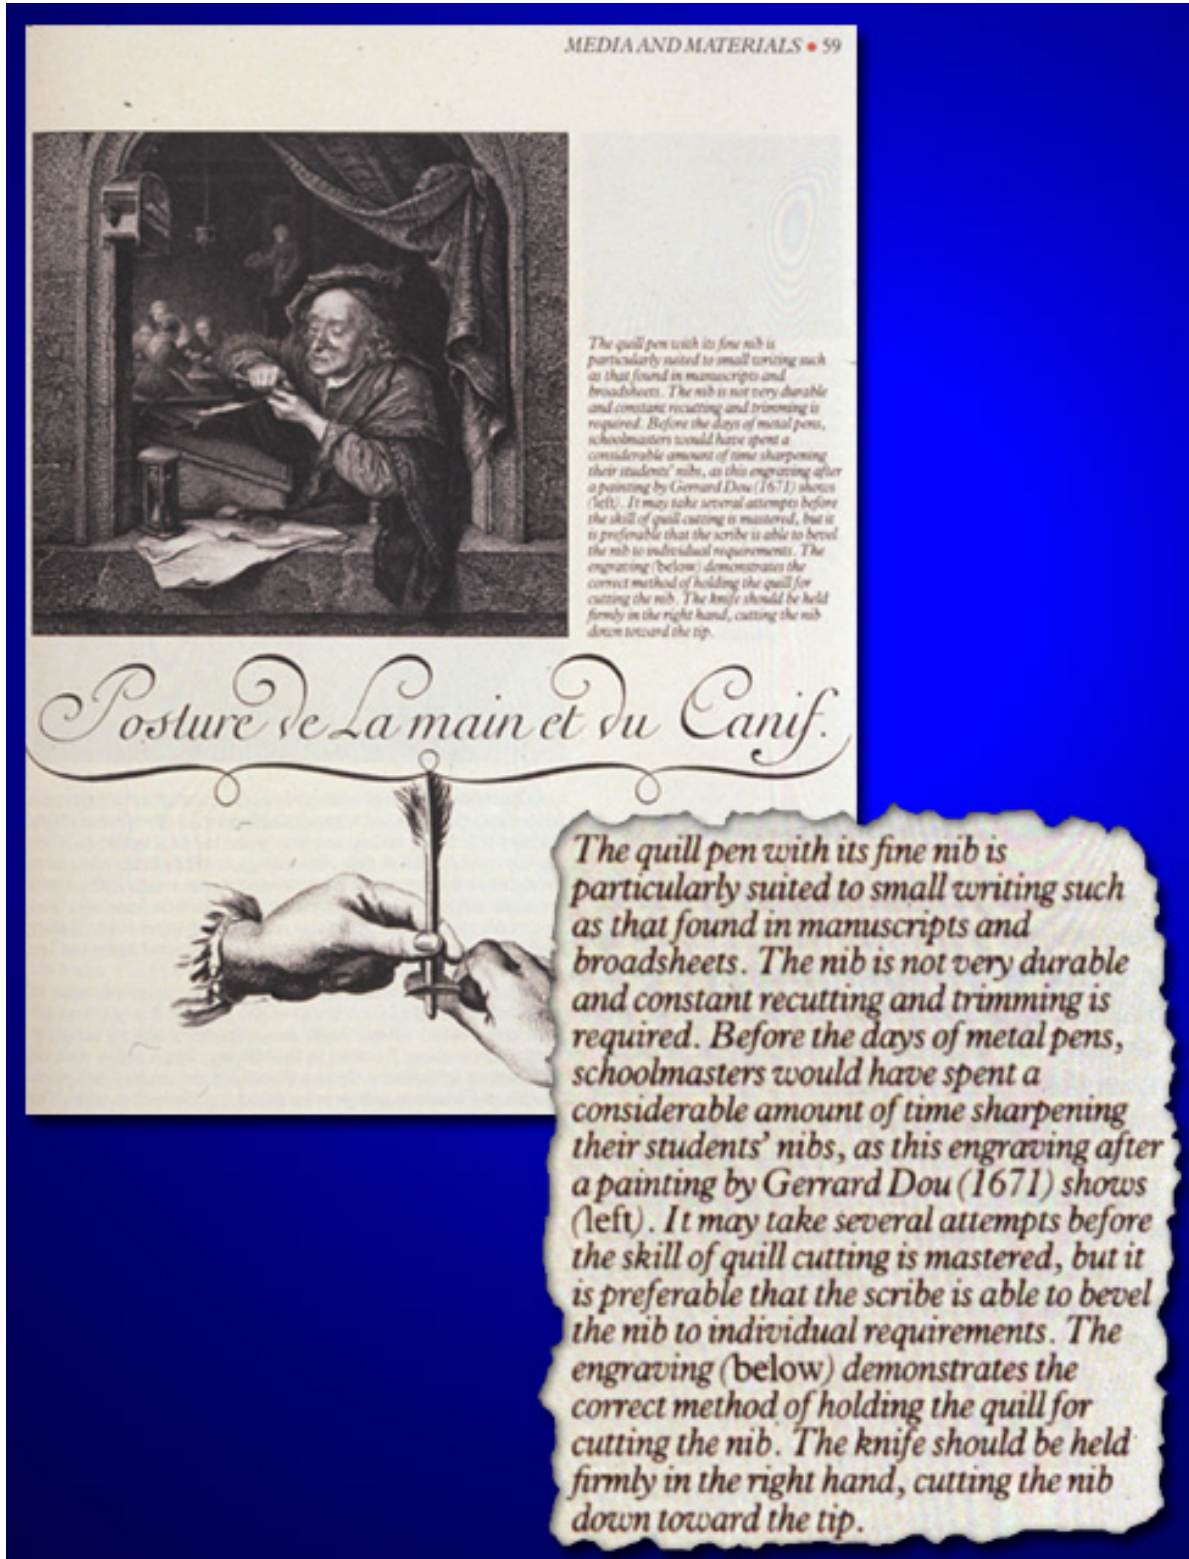 MEDIA AND MATERIALS • 59
The quill pen with its fine nib is
particularly suited to small writing such
as that found in manuscripts and
broadsheets. The nib is not very durable
and constant recutting and trimming is
required. Before the days of metal pens,
schoolmasters would have spent a
considerable amount of time sharpening
their students' nibs, as this engraving after
a painting by Gerrard Dou (1671) shows
(left). It may take several attempts before
the skill of quill cutting is mastered, but it
is preferable that the scribe is able to bevel
the nib to individual requirements. The
engraving (below) demonstrates the
correct method of holding the quill for
cutting the nib. The knife should be held
firmly in the right hand, cutting the nib
down toward the tip.
Posture de La main et du Canif.
The quill pen with its fine nib is
particularly suited to small writing such
as that found in manuscripts and
broadsheets. The nib is not very durable
and constant recutting and trimming is
required. Before the days of metal pens,
schoolmasters would have spent a
considerable amount of time sharpening
their students' nibs, as this engraving after
a painting by Gerrard Dou (1671) shows
(left). It may take several attempts before
the skill of quill cutting is mastered, but it
is preferable that the scribe is able to bevel
the nib to individual requirements. The
engraving (below) demonstrates the
correct method of holding the quill for
cutting the nib. The knife should be held
firmly in the right hand, cutting the nib
down toward the tip.